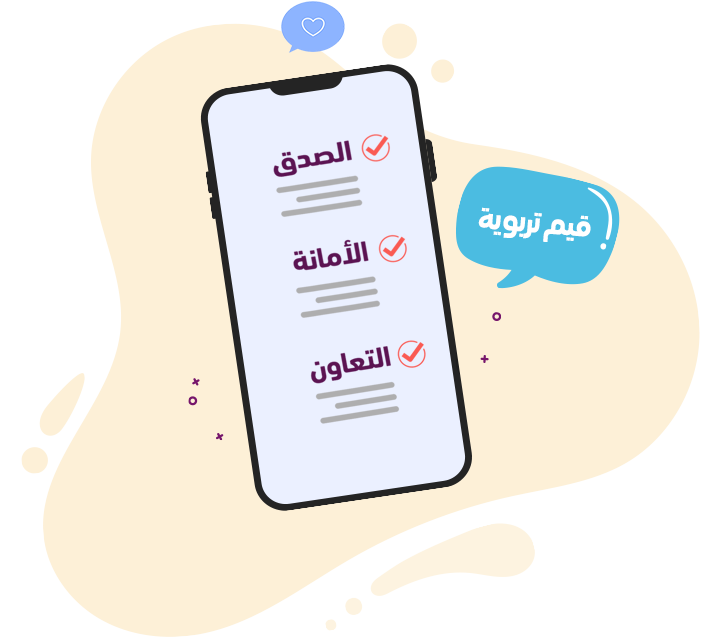 الصدق
قيم تربوية
الأمانة
التعاون